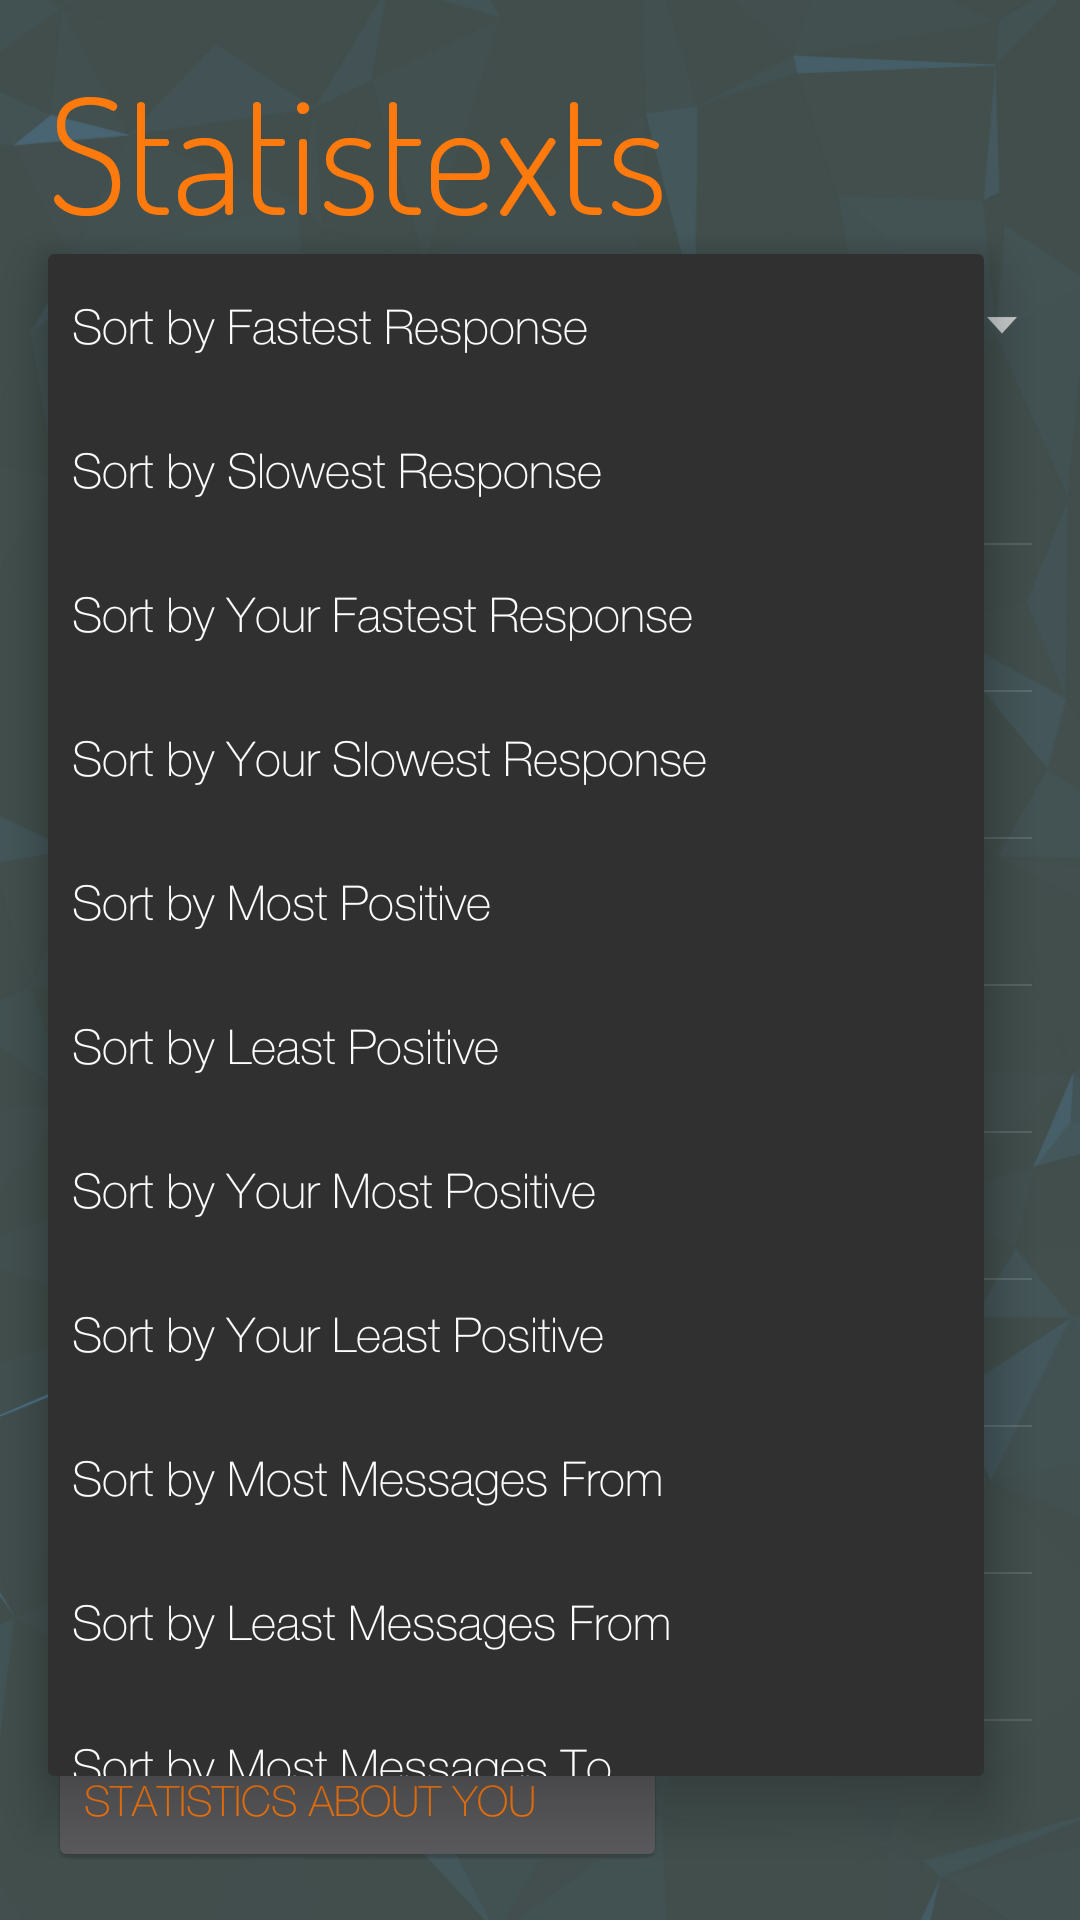 Statistexts
Sort by Fastest Response
Sort by Slowest Response
Sort by Your Fastest Response
Sort by Your Slowest Response
Sort by Most Positive
Sort by Least Positive
Sort by Your Most Positive
Sort by Your Least Positive
Sort by Most Messages From
Sort by Least Messages From
Sort by Most Messages To
STATISTICS ABOUT YOU